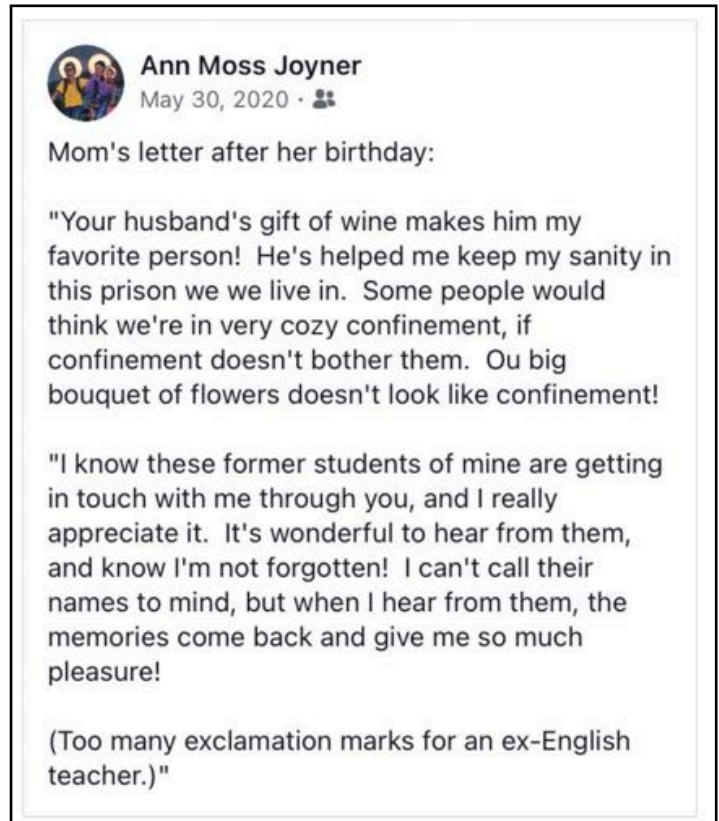 Ann Moss Joyner
May 30, 2020 ·
Mom's letter after her birthday:
"Your husband's gift of wine makes him my
favorite person!  He's helped me keep my sanity in
this prison we we live in.  Some people would
think we're in very cozy confinement, if
confinement doesn't bother them.  Ou big
bouquet of flowers doesn't look like confinement!
"I know these former students of mine are getting
in touch with me through you, and I really
appreciate it.  It's wonderful to hear from them,
and know I'm not forgotten!  I can't call their
names to mind, but when I hear from them, the
memories come back and give me so much
pleasure!
(Too many exclamation marks for an ex-English
teacher.)"